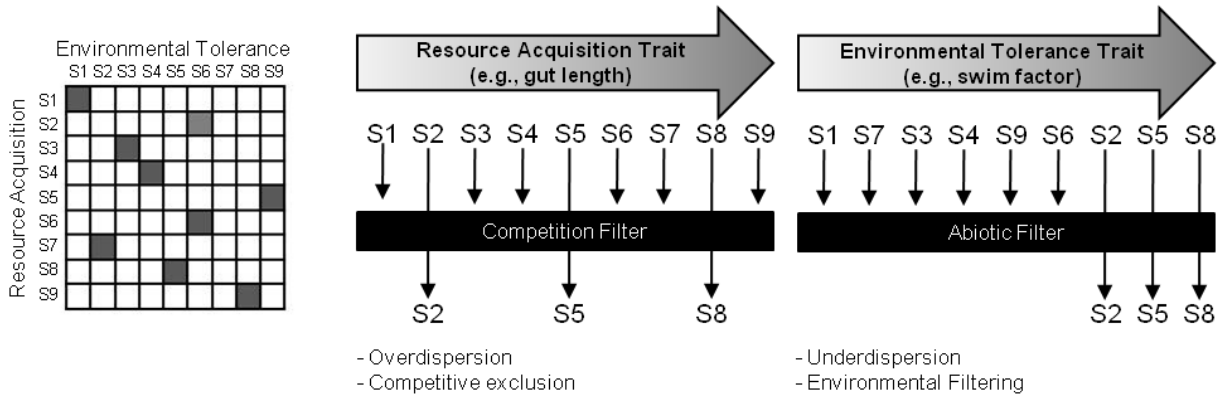 Environmental Tolerance
S1 S2 S3 S4 S5 S6 S7 S8 S9
Resource Acquisition
S1
S2
S3
S4
S5
S6
S7
S8
S9
Resource Acquisition Trait
(e.g., gut length)
S1 S2 S3 S4 S5 S6 S7 S8 S9
Competition Filter
S2 S5 S8
- Overdispersion
- Competitive exclusion
Environmental Tolerance Trait
(e.g., swim factor)
S1 S7 S3 S4 S9 S6 S2 S5 S8
Abiotic Filter
S2 S5 S8
- Underdispersion
- Environmental Filtering